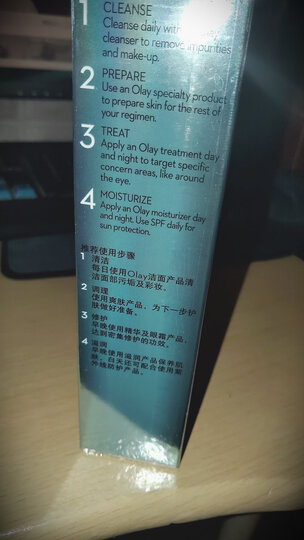 1 CLEANSE
Cleanse daily with
cleanser to remove impurities
and make-up.
2 PREPARE
Use an Olay specialty product
to prepare skin for the rest of
your regimen.
3 TREAT
Apply an Olay treatment day
and night to target specific
concern areas, like around
the eye.
4 MOISTURIZE
Apply an Olay moisturizer day
and night. Use SPF daily for
sun protection.
推荐使用步骤
1 清洁
每日使用Olay洁面产品清
洁面部污垢及彩妆。
2 调理
使用爽肤产品，为下一步护
肤做好准备。
3 修护
早晚使用精华及眼霜产品，
达到密集修护的功效。
4 滋润
早晚使用滋润产品保养肌
肤，白天还可配合使用紫
外线防护产品。